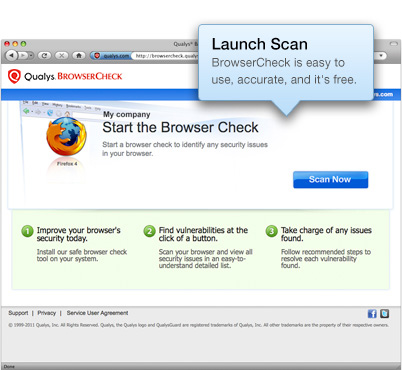 Launch Scan
BrowserCheck is easy to
use, accurate, and it's free.
Qualys® B
qualys.com
http://browsercheck.qualy
QUALYS BROWSERCHECK
ys.com
My company
Start the Browser Check
Start a browser check to identify any security issues
in your browser.
Firefox 4
Scan Now
1 Improve your browser's
security today.
Install our safe browser check
tool on your system.
2 Find vulnerabilities at the
click of a button.
Scan your browser and view all
security issues in an easy-to-
understand detailed list.
3 Take charge of any issues
found.
Follow recommended steps to
resolve each vulnerability
found.
Support | Privacy | Service User Agreement
© 1999-2011 Qualys, Inc. All Rights Reserved. Qualys, the Qualys logo and QualysGuard are registered trademarks of Qualys, Inc. All other trademarks are the property of their respective owners.
Done